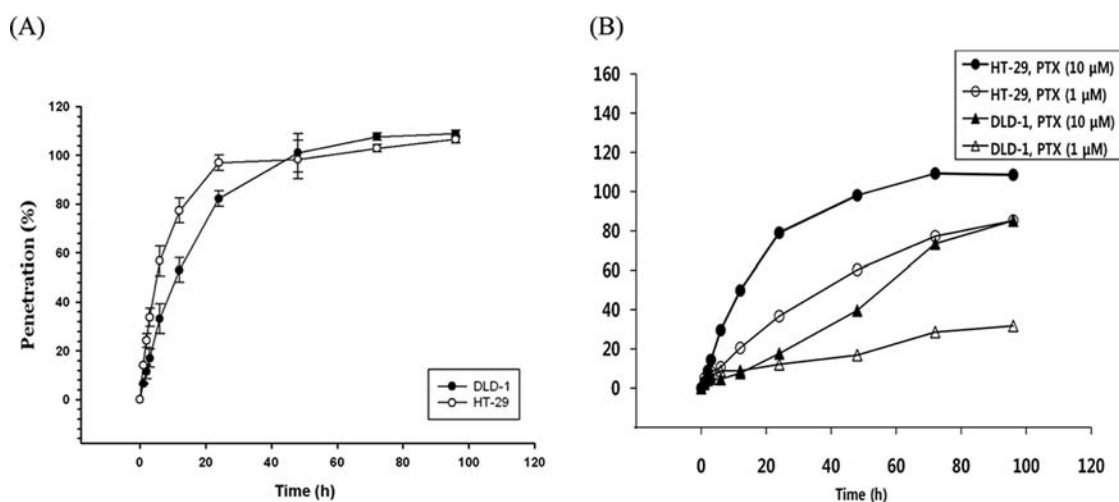 (A)
Penetration (%)
120
100
80
60
40
20
0
DLD-1
HT-29
0 20 40 60 80 100 120
Time (h)
(B)
HT-29, PTX (10 µM)
HT-29, PTX (1 µM)
DLD-1, PTX (10 µM)
DLD-1, PTX (1 µM)
160
140
120
100
80
60
40
20
0
0 20 40 60 80 100 120
Time (h)